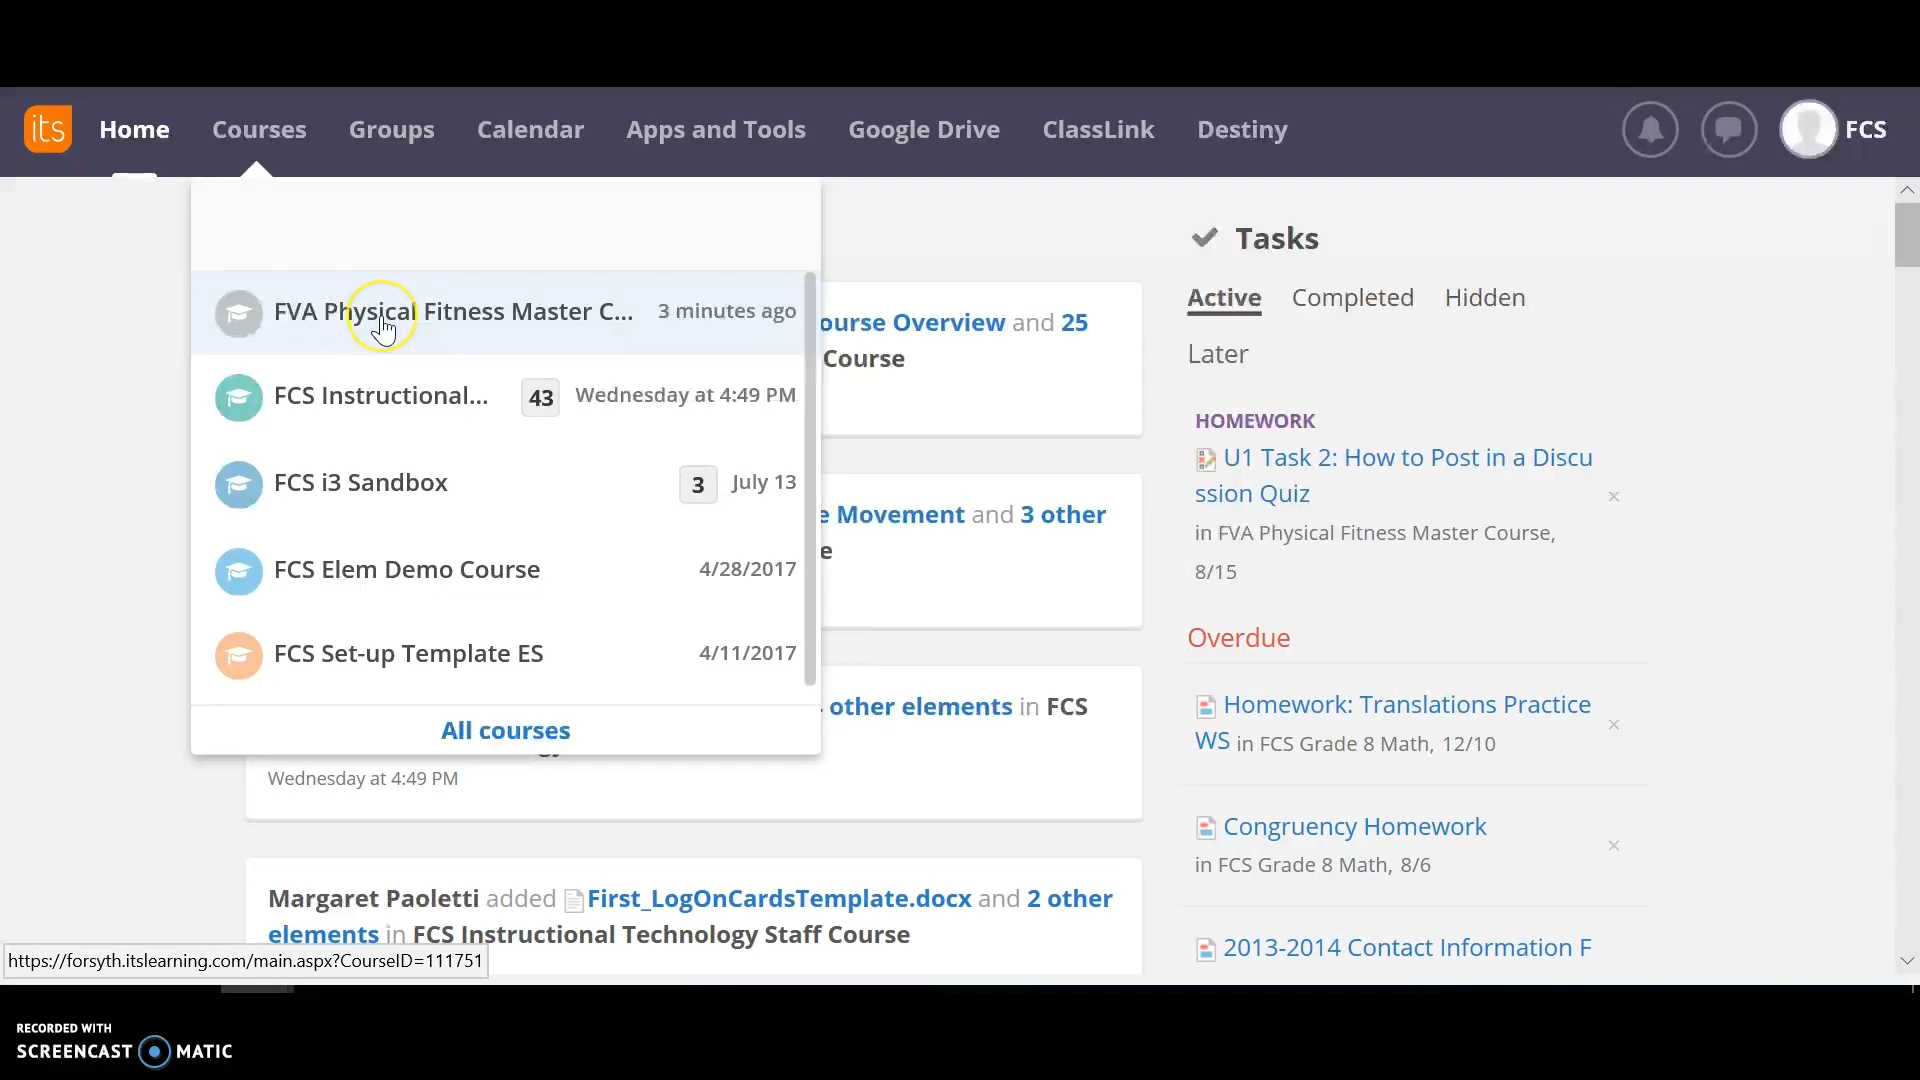 its Home Courses Groups Calendar Apps and Tools Google Drive ClassLink Destiny FCS
FVA Physical Fitness Master C... 3 minutes ago
FCS Instructional... 43 Wednesday at 4:49 PM
FCS i3 Sandbox 3 July 13
FCS Elem Demo Course 4/28/2017
FCS Set-up Template ES 4/11/2017
All courses
ourse Overview and 25
Course
e Movement and 3 other
e
other elements in FCS
Wednesday at 4:49 PM
Margaret Paoletti added First_LogOnCardsTemplate.docx and 2 other
elements in FCS Instructional Technology Staff Course
Tasks
Active Completed Hidden
Later
HOMEWORK
U1 Task 2: How to Post in a Discu
ssion Quiz
in FVA Physical Fitness Master Course,
8/15
Overdue
Homework: Translations Practice
WS in FCS Grade 8 Math, 12/10
Congruency Homework
in FCS Grade 8 Math, 8/6
2013-2014 Contact Information F
https://forsyth.itslearning.com/main.aspx?CourseID=111751
RECORDED WITH
SCREENCAST MATIC